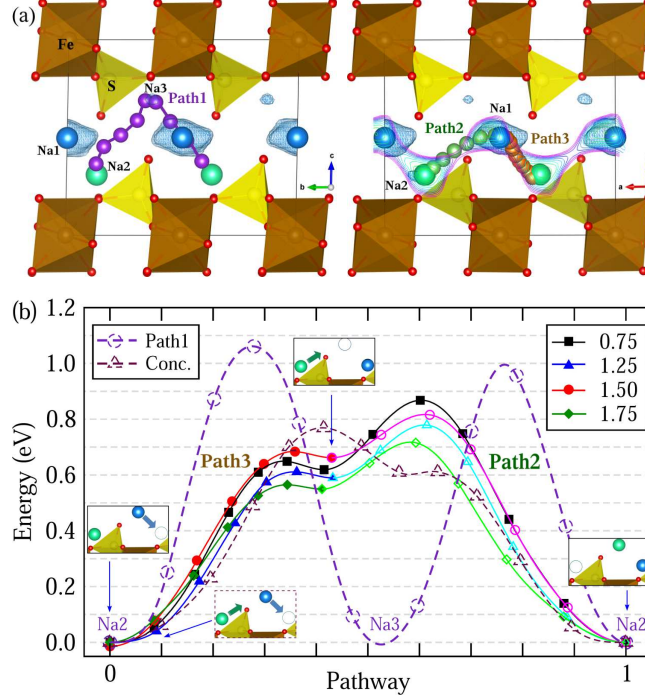 (a)
Fe
S
Na3
Path1
Na1
Na2
c
b
Na1
Path2
Path3
Na2
a
(b)
1.2
1.0
0.8
0.6
0.4
0.2
0.0
Energy (eV)
Path1
Conc.
0.75
1.25
1.50
1.75
Path3
Path2
Na2
Na3
Na2
0
1
Pathway